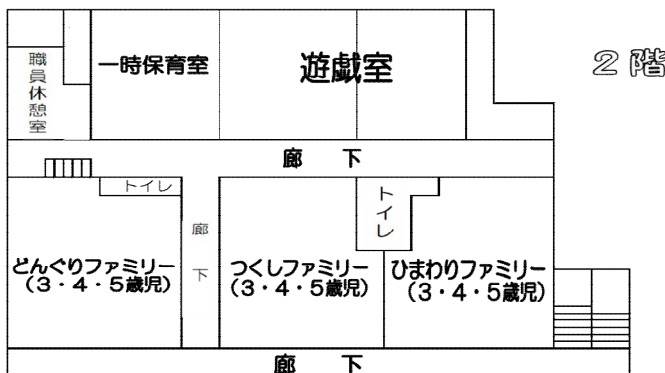 2階
職員休憩室
一時保育室
遊戯室
廊下
トイレ
トイレ
廊下
どんぐりファミリー
(3・4・5歳児)
つくしファミリー
(3・4・5歳児)
ひまわりファミリー
(3・4・5歳児)
廊下